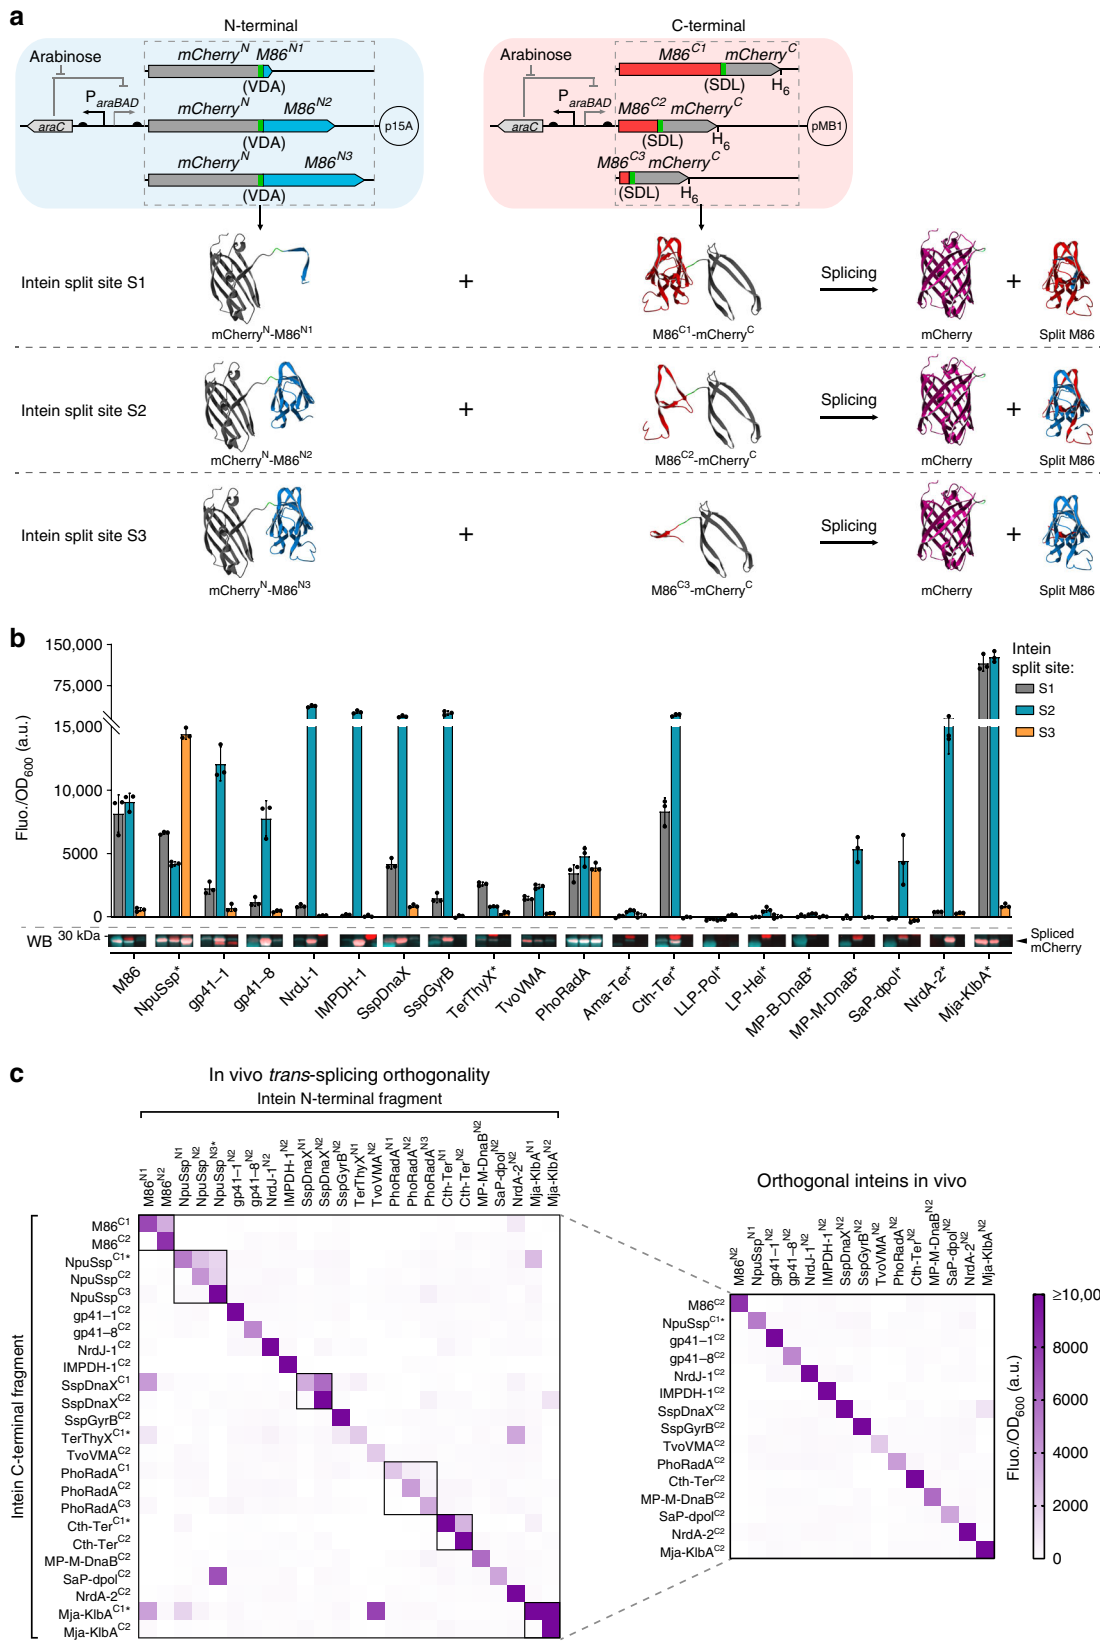 a
N-terminal
C-terminal
Arabinose
mCherry^N M86^N1
(VDA)
P_araBAD
araC
mCherry^N M86^N2
(VDA)
p15A
mCherry^N M86^N3
(VDA)
Arabinose
M86^C1 mCherry^C
(SDL) H6
P_araBAD
araC
M86^C2 mCherry^C
(SDL) H6
pMB1
M86^C3 mCherry^C
(SDL) H6
Intein split site S1
+
Splicing
+
mCherry^N-M86^N1
M86^C1-mCherry^C
mCherry
Split M86
Intein split site S2
+
Splicing
+
mCherry^N-M86^N2
M86^C2-mCherry^C
mCherry
Split M86
Intein split site S3
+
Splicing
+
mCherry^N-M86^N3
M86^C3-mCherry^C
mCherry
Split M86
b
Fluo./OD600 (a.u.)
150,000
75,000
15,000
10,000
5000
0
Intein split site:
S1
S2
S3
WB
30 kDa
Spliced mCherry
M86
NpuSsp*
gp41–1
gp41–8
NrdJ-1
IMPDH-1
SspDnaX
SspGyrB
TerThyX*
TvoVMA
PhoRadA
Ama-Ter*
Cth-Ter*
LLP-Pol*
LP-Hel*
MP-B-DnaB*
MP-M-DnaB*
SaP-dpol*
NrdA-2*
Mja-KlbA*
c
In vivo trans-splicing orthogonality
Intein N-terminal fragment
M86^N1
M86^N2
NpuSsp^N1
NpuSsp^N2
NpuSsp^N3*
gp41–1^N2
gp41–8^N2
NrdJ-1^N2
IMPDH-1^N2
SspDnaX^N1
SspDnaX^N2
SspGyrB^N2
TerThyX^N1
TvoVMA^N2
PhoRadA^N1
PhoRadA^N2
PhoRadA^N3
Cth-Ter^N1
Cth-Ter^N2
MP-M-DnaB^N2
SaP-dpol^N2
NrdA-2^N2
Mja-KlbA^N1
Mja-KlbA^N2
Intein C-terminal fragment
M86^C1
M86^C2
NpuSsp^C1*
NpuSsp^C2
NpuSsp^C3
gp41–1^C2
gp41–8^C2
NrdJ-1^C2
IMPDH-1^C2
SspDnaX^C1
SspDnaX^C2
SspGyrB^C2
TerThyX^C1*
TvoVMA^C2
PhoRadA^C1
PhoRadA^C2
PhoRadA^C3
Cth-Ter^C1*
Cth-Ter^C2
MP-M-DnaB^C2
SaP-dpol^C2
NrdA-2^C2
Mja-KlbA^C1*
Mja-KlbA^C2
Orthogonal inteins in vivo
M86^N2
NpuSsp^N1
gp41–1^N2
gp41–8^N2
NrdJ-1^N2
IMPDH-1^N2
SspDnaX^N2
SspGyrB^N2
TvoVMA^N2
PhoRadA^N2
Cth-Ter^N2
MP-M-DnaB^N2
SaP-dpol^N2
NrdA-2^N2
Mja-KlbA^N2
M86^C2
NpuSsp^C1*
gp41–1^C2
gp41–8^C2
NrdJ-1^C2
IMPDH-1^C2
SspDnaX^C2
SspGyrB^C2
TvoVMA^C2
PhoRadA^C2
Cth-Ter^C2
MP-M-DnaB^C2
SaP-dpol^C2
NrdA-2^C2
Mja-KlbA^C2
≥10,00
8000
6000
4000
2000
0
Fluo./OD600 (a.u.)